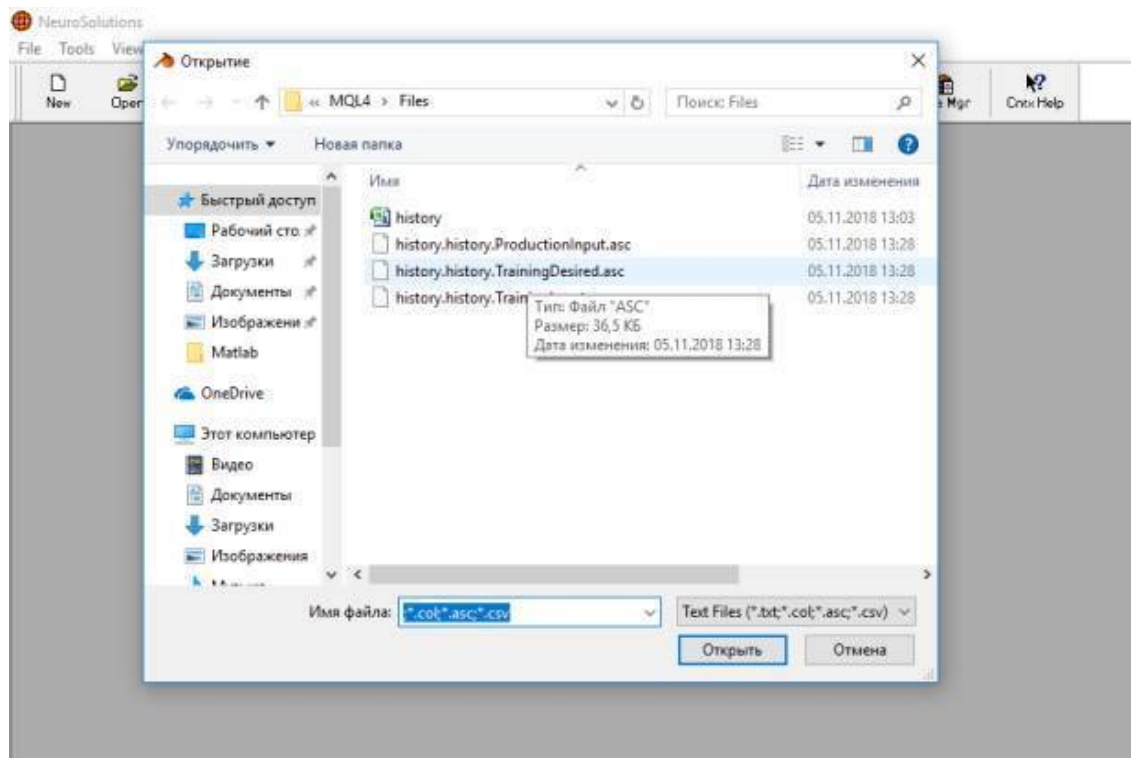 NeuroSolutions
File Tools View
New Open
Mgr Cntx Help
Открытие
« MQL4 › Files
Поиск: Files
Упорядочить Новая папка
Имя Дата изменения
history 05.11.2018 13:03
history.history.ProductionInput.asc 05.11.2018 13:28
history.history.TrainingDesired.asc 05.11.2018 13:28
history.history.Train 05.11.2018 13:28
Тип: Файл "ASC"
Размер: 36,5 КБ
Дата изменения: 05.11.2018 13:28
Быстрый доступ
Рабочий сто
Загрузки
Документы
Изображени
Matlab
OneDrive
Этот компьютер
Видео
Документы
Загрузки
Изображения
Имя файла: *.col;*.asc;*.csv
Text Files (*.txt;*.col;*.asc;*.csv)
Открыть Отмена